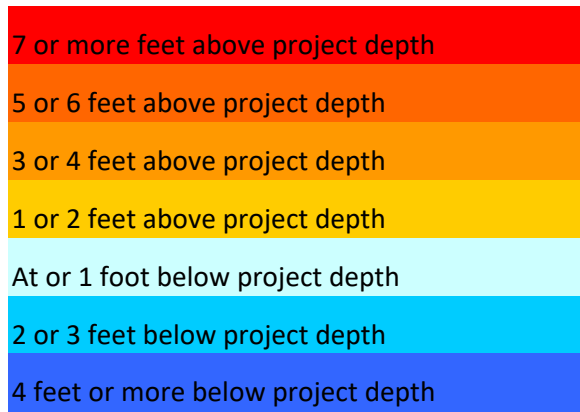 7 or more feet above project depth
5 or 6 feet above project depth
3 or 4 feet above project depth
1 or 2 feet above project depth
At or 1 foot below project depth
2 or 3 feet below project depth
4 feet or more below project depth